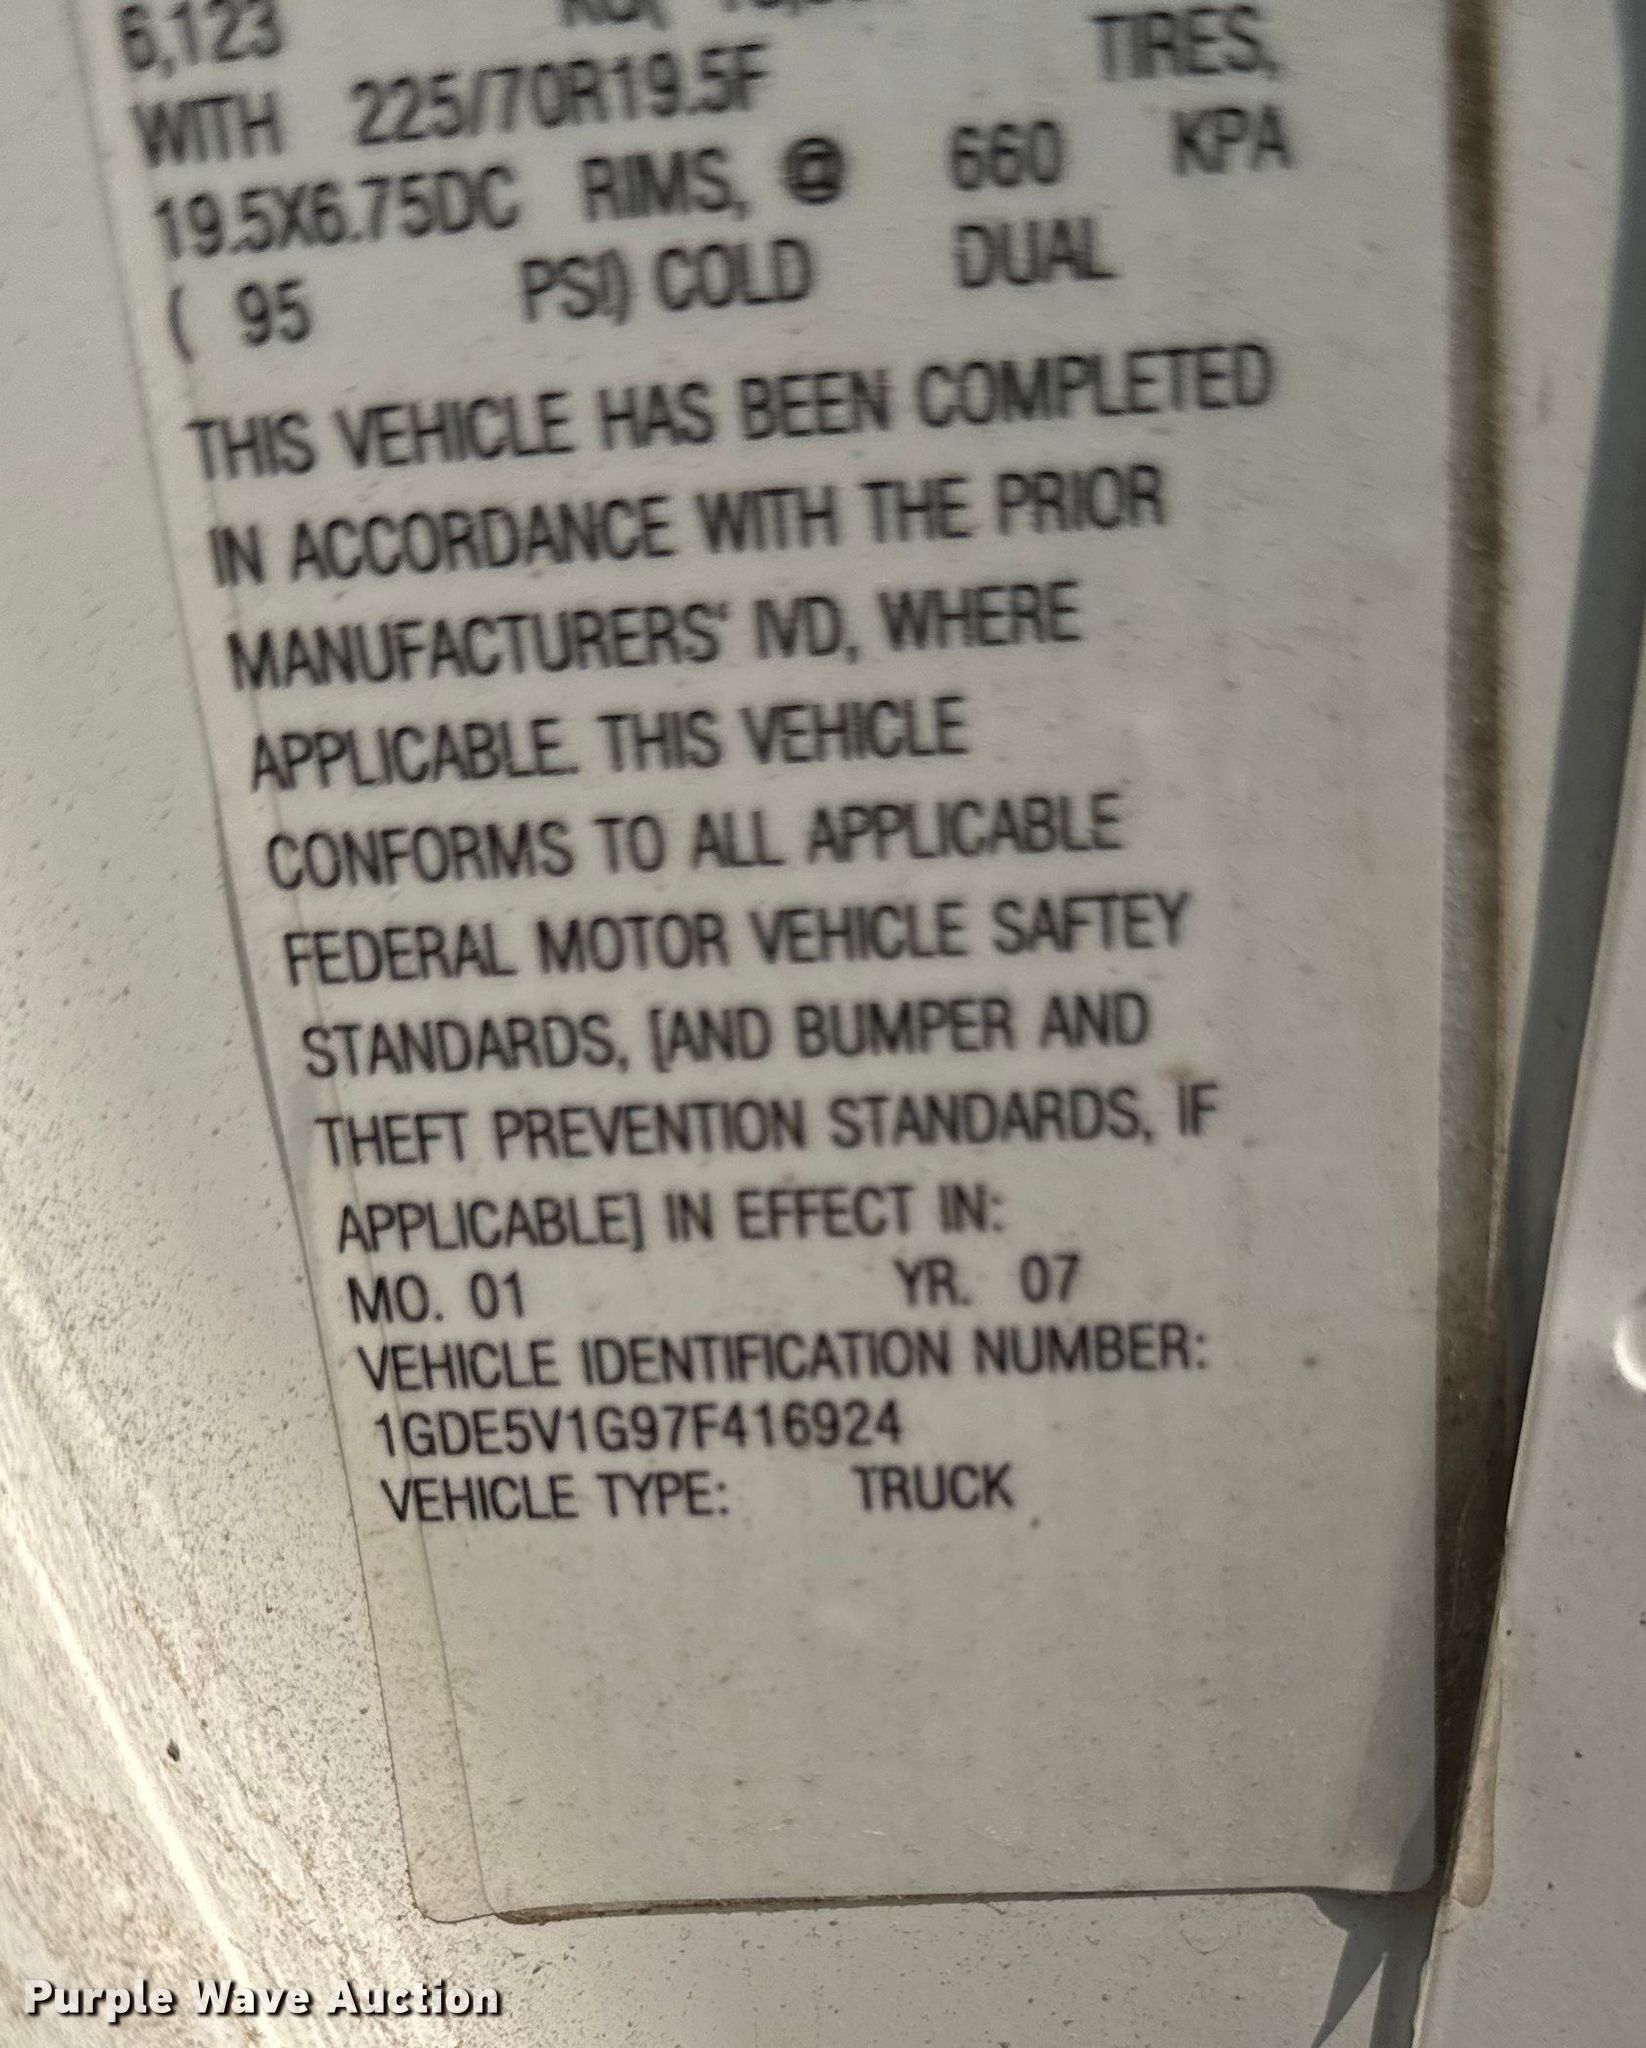 6,123
WITH 225/70R19.5F TIRES,
19.5X6.75DC RIMS, @ 660 KPA
( 95 PSI) COLD DUAL
THIS VEHICLE HAS BEEN COMPLETED
IN ACCORDANCE WITH THE PRIOR
MANUFACTURERS' IVD, WHERE
APPLICABLE. THIS VEHICLE
CONFORMS TO ALL APPLICABLE
FEDERAL MOTOR VEHICLE SAFTEY
STANDARDS, [AND BUMPER AND
THEFT PREVENTION STANDARDS, IF
APPLICABLE] IN EFFECT IN:
MO. 01 YR. 07
VEHICLE IDENTIFICATION NUMBER:
1GDE5V1G97F416924
VEHICLE TYPE: TRUCK
Purple Wave Auction